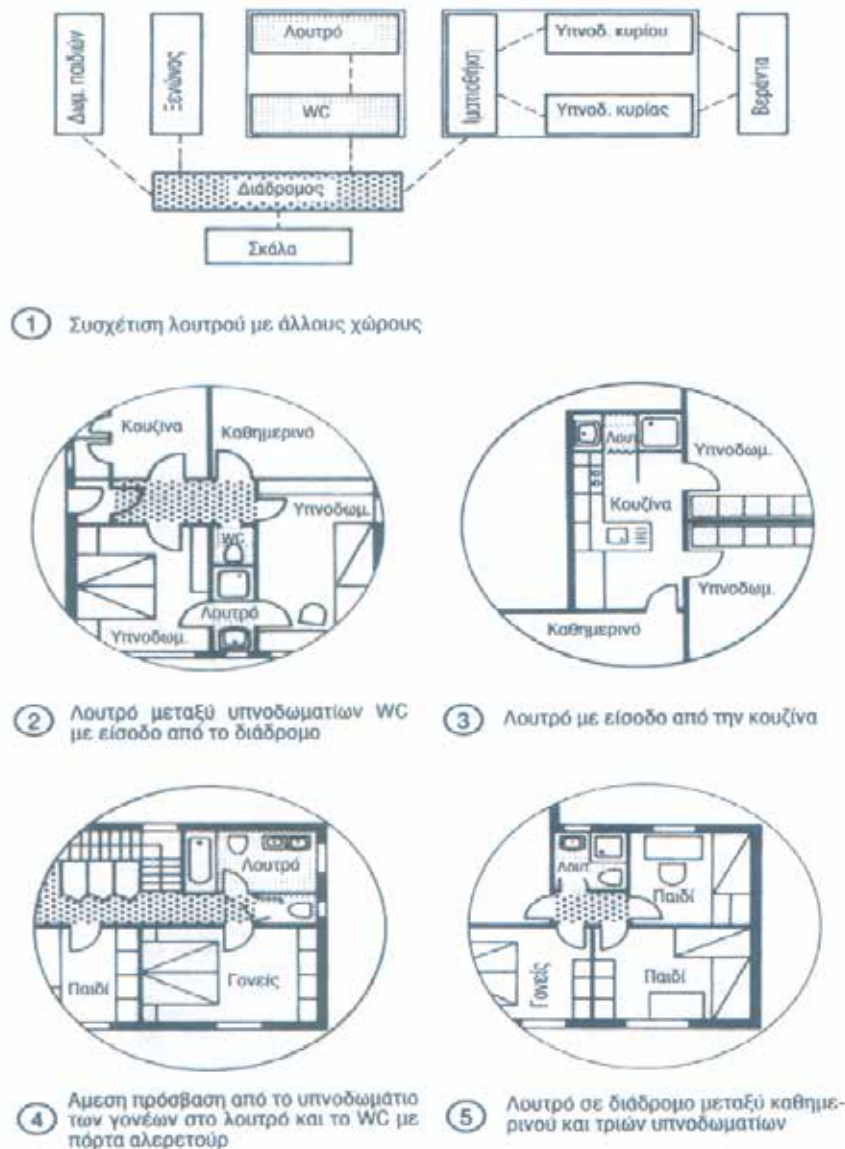 Δωμ. παιδιών
Ξενώνας
Λουτρό
WC
Ιματιοθήκη
Υπνοδ. κυρίου
Υπνοδ. κυρίας
Βεράντα
Διάδρομος
Σκάλα
1 Συσχέτιση λουτρού με άλλους χώρους
Κουζίνα
Καθημερινό
Υπνοδωμ.
WC
Λουτρό
Υπνοδωμ.
Λουτ
Υπνοδωμ.
Κουζίνα
Υπνοδωμ.
Καθημερινό
2 Λουτρό μεταξύ υπνοδωματίων WC
με είσοδο από το διάδρομο
3 Λουτρό με είσοδο από την κουζίνα
Λουτρό
Παιδί
Γονείς
Λουτ
Παιδί
Γονείς
Παιδί
4 Αμεση πρόσβαση από το υπνοδωμάτιο
των γονέων στο λουτρό και το WC με
πόρτα αλερετούρ
5 Λουτρό σε διάδρομο μεταξύ καθημε-
ρινού και τριών υπνοδωματίων